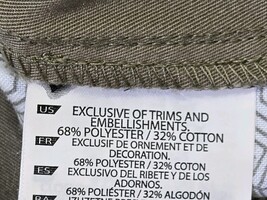 US EXCLUSIVE OF TRIMS AND
EMBELLISHMENTS.
68% POLYESTER / 32% COTTON
FR EXCLUSIF DE ORNEMENT ET DE
DECORATION.
68% POLYESTER / 32% COTON
ES EXCLUSIVO DEL RIBETE Y DE LOS
ADORNOS.
68% POLIÉSTER / 32% ALGODÓN